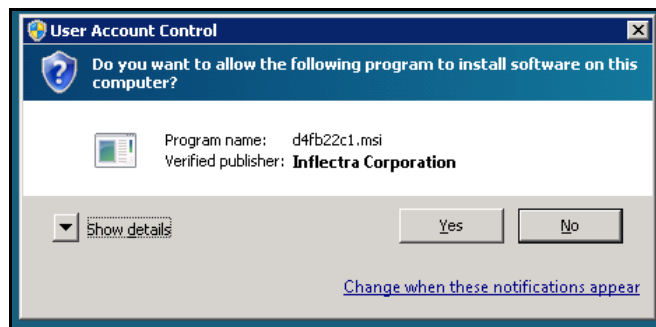 User Account Control
Do you want to allow the following program to install software on this
computer?
Program name: d4fb22c1.msi
Verified publisher: Inflectra Corporation
Show details
Yes
No
Change when these notifications appear